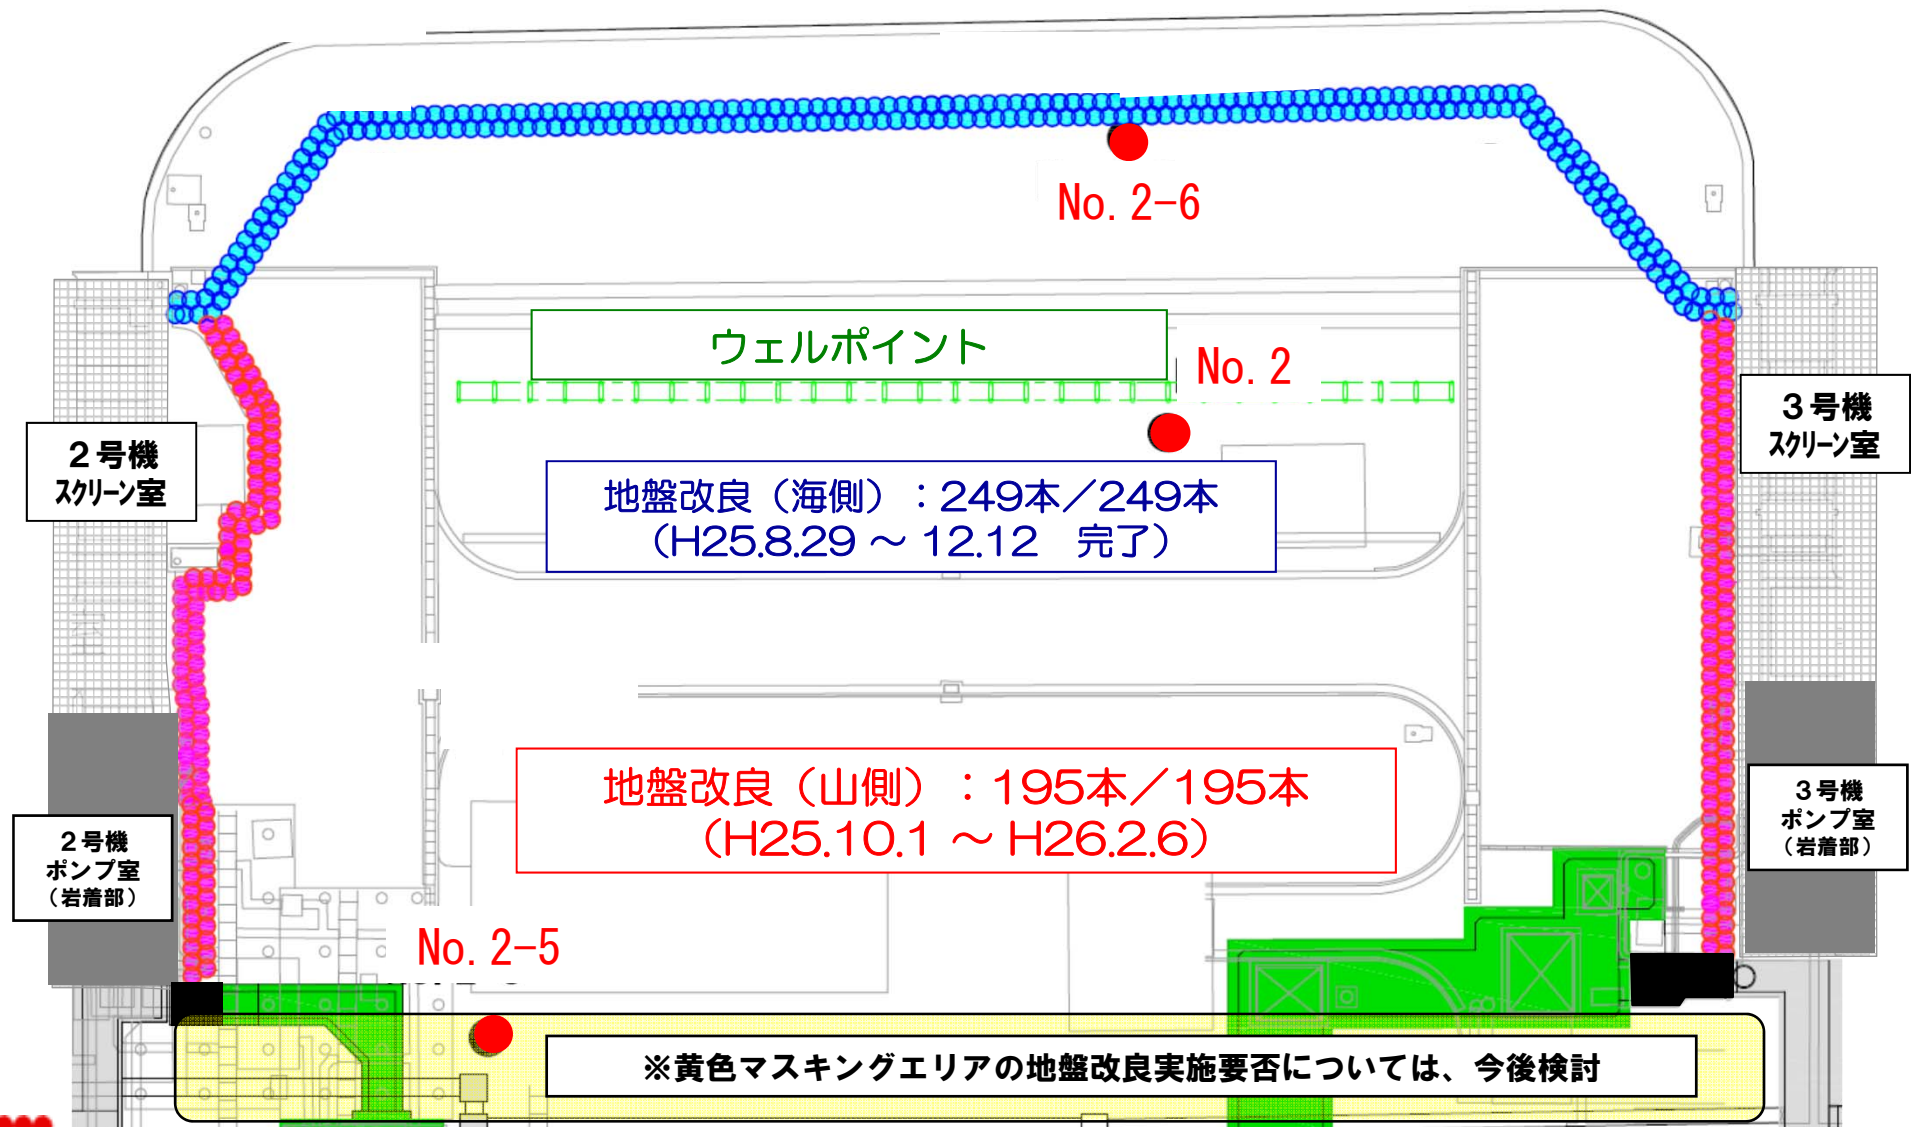 No. 2-6
ウェルポイント
No. 2
2号機
スクリーン室
3号機
スクリーン室
地盤改良（海側）：249本／249本
（H25.8.29 ～ 12.12　完了）
地盤改良（山側）：195本／195本
（H25.10.1 ～ H26.2.6）
2号機
ポンプ室
（岩着部）
3号機
ポンプ室
（岩着部）
No. 2-5
※黄色マスキングエリアの地盤改良実施要否については、今後検討